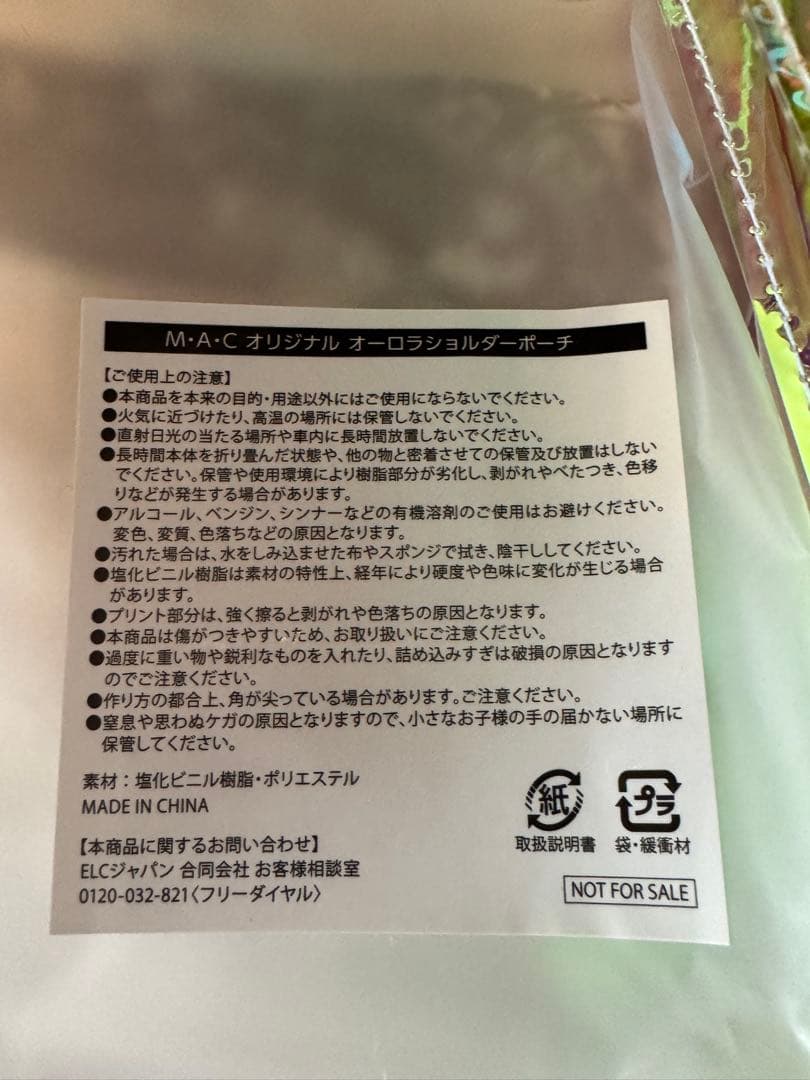 M・A・C オリジナル オーロラショルダーポーチ
【ご使用上の注意】
●本商品を本来の目的・用途以外にはご使用にならないでください。
●火気に近づけたり、高温の場所には保管しないでください。
●直射日光の当たる場所や車内に長時間放置しないでください。
●長時間本体を折り畳んだ状態や、他の物と密着させての保管及び放置はしない
でください。保管や使用環境により樹脂部分が劣化し、剥がれやべたつき、色移
りなどが発生する場合があります。
●アルコール、ベンジン、シンナーなどの有機溶剤のご使用はお避けください。
変色、変質、色落ちなどの原因となります。
●汚れた場合は、水をしみ込ませた布やスポンジで拭き、陰干ししてください。
●塩化ビニル樹脂は素材の特性上、経年により硬度や色味に変化が生じる場合
があります。
●プリント部分は、強く擦ると剥がれや色落ちの原因となります。
●本商品は傷がつきやすいため、お取り扱いにご注意ください。
●過度に重い物や鋭利なものを入れたり、詰め込みすぎは破損の原因となります
のでご注意ください。
●作り方の都合上、角が尖っている場合があります。ご注意ください。
●窒息や思わぬケガの原因となりますので、小さなお子様の手の届かない場所に
保管してください。
素材：塩化ビニル樹脂・ポリエステル
MADE IN CHINA
紙
プラ
取扱説明書 袋・緩衝材
【本商品に関するお問い合わせ】
ELCジャパン 合同会社 お客様相談室
0120-032-821〈フリーダイヤル〉
NOT FOR SALE